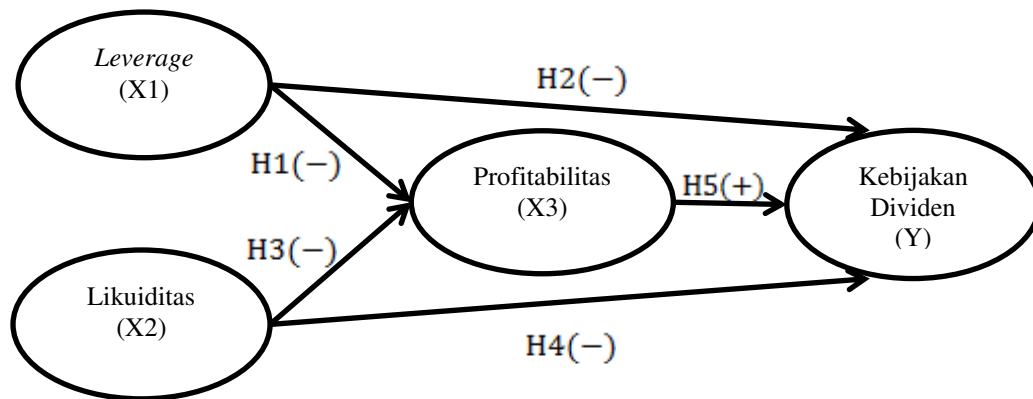 Leverage
(X1)
H2(−)
H1(−)
Profitabilitas
(X3)
H5(+)
Kebijakan
Dividen
(Y)
H3(−)
Likuiditas
(X2)
H4(−)